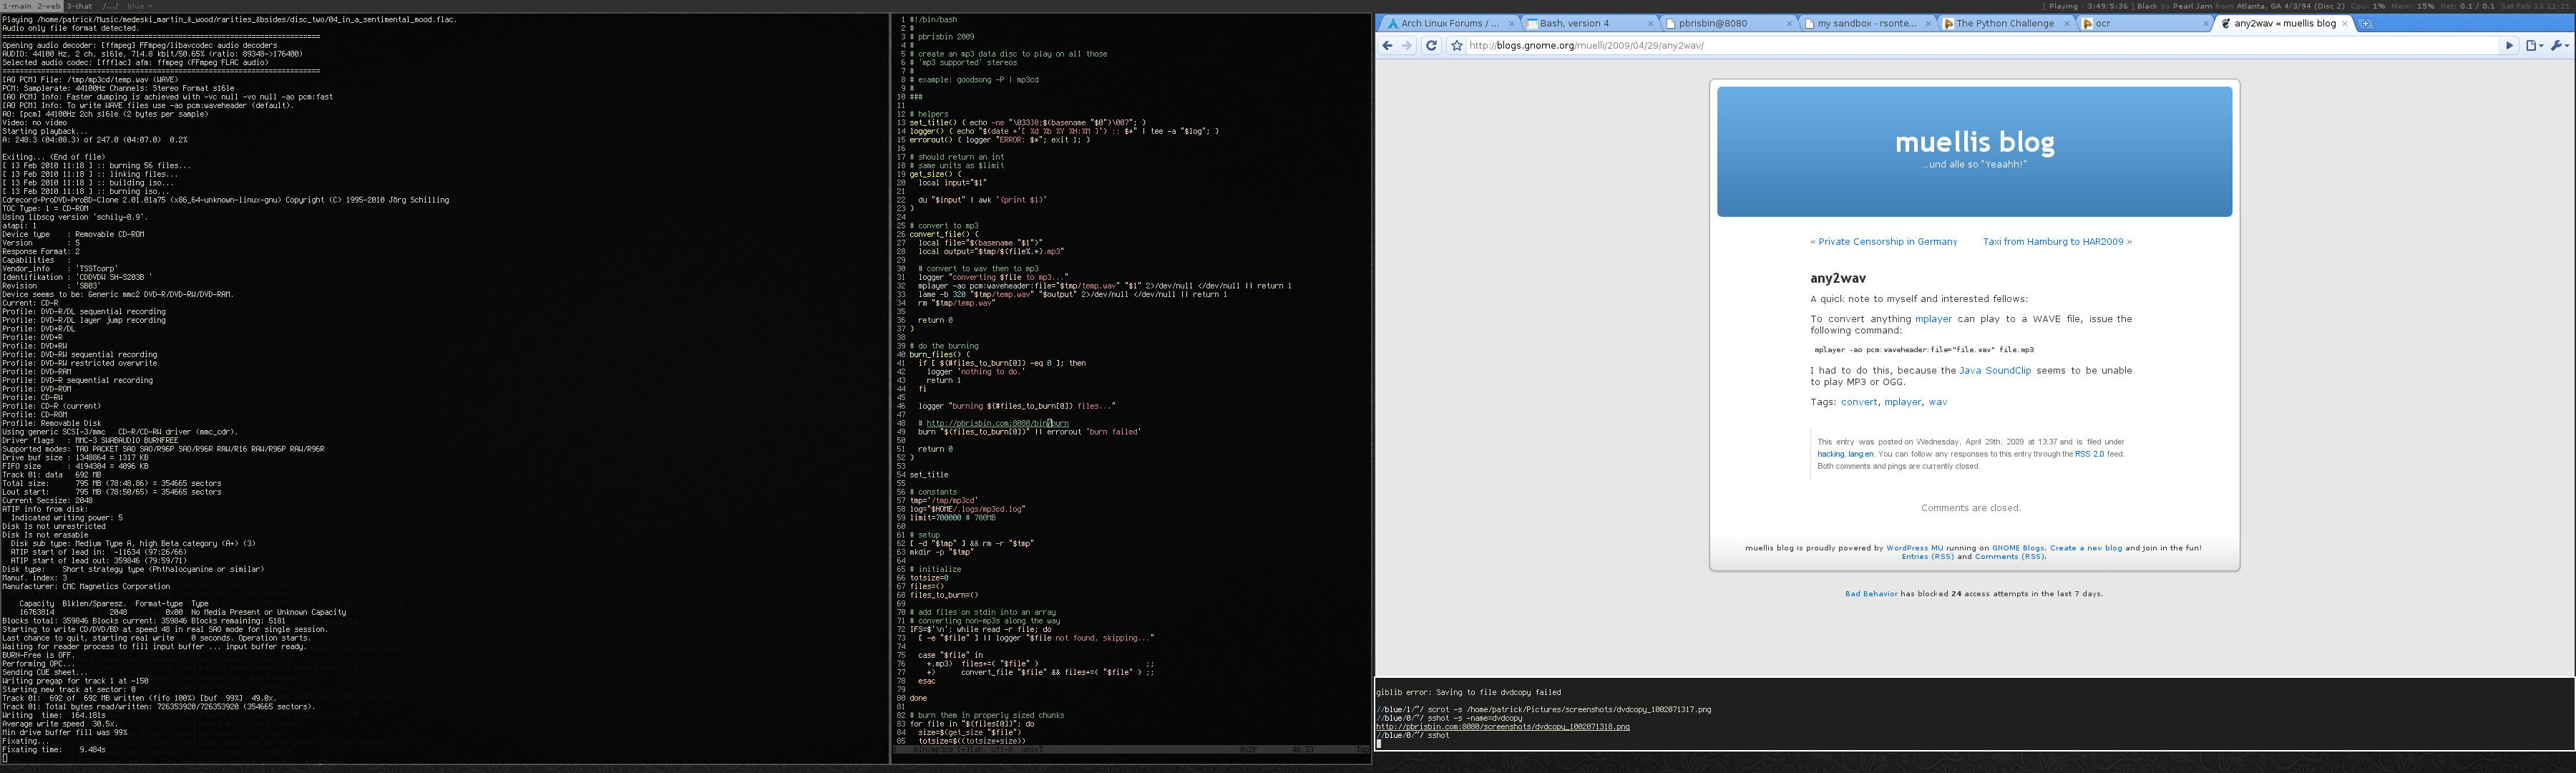 1-main 2-web 3-chat /.../ blue ~
[ Playing - 3:49/5:36 ] Black by Pearl Jam from Atlanta, GA 4/3/94 (Disc 2) Cpu: 1% Mem: 15% Net: 0.1 / 0.1 Sat Feb 13 11:21
Playing /home/patrick/Music/medeski_martin_&_wood/rarities_&bsides/disc_two/04_in_a_sentimental_mood.flac.
Audio only file format detected.
==========================================================================
Opening audio decoder: [ffmpeg] FFmpeg/libavcodec audio decoders
AUDIO: 44100 Hz, 2 ch, s16le, 714.8 kbit/50.65% (ratio: 89348->176400)
Selected audio codec: [ffflac] afm: ffmpeg (FFmpeg FLAC audio)
==========================================================================
[AO PCM] File: /tmp/mp3cd/temp.wav (WAVE)
PCM: Samplerate: 44100Hz Channels: Stereo Format s16le
[AO PCM] Info: Faster dumping is achieved with -vc null -vo null -ao pcm:fast
[AO PCM] Info: To write WAVE files use -ao pcm:waveheader (default).
AO: [pcm] 44100Hz 2ch s16le (2 bytes per sample)
Video: no video
Starting playback...
A: 248.3 (04:08.3) of 247.0 (04:07.0)  0.2%
Exiting... (End of file)
[ 13 Feb 2010 11:18 ] :: burning 56 files...
[ 13 Feb 2010 11:18 ] :: linking files...
[ 13 Feb 2010 11:18 ] :: building iso...
[ 13 Feb 2010 11:18 ] :: burning iso...
Cdrecord-ProDVD-ProBD-Clone 2.01.01a75 (x86_64-unknown-linux-gnu) Copyright (C) 1995-2010 Jörg Schilling
TOC Type: 1 = CD-ROM
Using libscg version 'schily-0.9'.
atapi: 1
Device type    : Removable CD-ROM
Version        : 5
Response Format: 2
Capabilities   :
Vendor_info    : 'TSSTcorp'
Identifikation : 'CDDVDW SH-S203B '
Revision       : 'SB03'
Device seems to be: Generic mmc2 DVD-R/DVD-RW/DVD-RAM.
Current: CD-R
Profile: DVD-R/DL sequential recording
Profile: DVD-R/DL layer jump recording
Profile: DVD+R/DL
Profile: DVD+R
Profile: DVD+RW
Profile: DVD-RW sequential recording
Profile: DVD-RW restricted overwrite
Profile: DVD-RAM
Profile: DVD-R sequential recording
Profile: DVD-ROM
Profile: CD-RW
Profile: CD-R (current)
Profile: CD-ROM
Profile: Removable Disk
Using generic SCSI-3/mmc   CD-R/CD-RW driver (mmc_cdr).
Driver flags   : MMC-3 SWABAUDIO BURNFREE
Supported modes: TAO PACKET SAO SAO/R96P SAO/R96R RAW/R16 RAW/R96P RAW/R96R
Drive buf size : 1348864 = 1317 KB
FIFO size      : 4194304 = 4096 KB
Track 01: data   692 MB
Total size:      795 MB (78:48.86) = 354665 sectors
Lout start:      795 MB (78:50/65) = 354665 sectors
Current Secsize: 2048
ATIP info from disk:
Indicated writing power: 5
Disk Is not unrestricted
Disk Is not erasable
Disk sub type: Medium Type A, high Beta category (A+) (3)
ATIP start of lead in:  -11634 (97:26/66)
ATIP start of lead out: 359846 (79:59/71)
Disk type:    Short strategy type (Phthalocyanine or similar)
Manuf. index: 3
Manufacturer: CMC Magnetics Corporation
Capacity  Blklen/Sparesz.  Format-type  Type
16763814             2048         0x00  No Media Present or Unknown Capacity
Blocks total: 359846 Blocks current: 359846 Blocks remaining: 5181
Starting to write CD/DVD/BD at speed 48 in real SAO mode for single session.
Last chance to quit, starting real write    0 seconds. Operation starts.
Waiting for reader process to fill input buffer ... input buffer ready.
BURN-Free is OFF.
Performing OPC...
Sending CUE sheet...
Writing pregap for track 1 at -150
Starting new track at sector: 0
Track 01:  692 of  692 MB written (fifo 100%) [buf  99%]  49.0x.
Track 01: Total bytes read/written: 726353920/726353920 (354665 sectors).
Writing  time:  164.181s
Average write speed  30.5x.
Min drive buffer fill was 99%
Fixating...
Fixating time:    9.484s
1 #!/bin/bash
2 #
3 # pbrisbin 2009
4 #
5 # create an mp3 data disc to play on all those
6 # 'mp3 supported' stereos
7 #
8 # example: goodsong -P | mp3cd
9 #
10 ###
11
12 # helpers
13 set_title() { echo -ne "\033]0;$(basename "$0")\007"; }
14 logger() { echo "$(date +'[ %d %b %Y %H:%M ]') :: $*" | tee -a "$log"; }
15 errorout() { logger "ERROR: $*"; exit 1; }
16
17 # should return an int
18 # same units as $limit
19 get_size() {
20   local input="$1"
21
22   du "$input" | awk '{print $1}'
23 }
24
25 # convert to mp3
26 convert_file() {
27   local file="$(basename "$1")"
28   local output="$tmp/${file%.*}.mp3"
29
30   # convert to wav then to mp3
31   logger "converting $file to mp3..."
32   mplayer -ao pcm:waveheader:file="$tmp/temp.wav" "$1" 2>/dev/null </dev/null || return 1
33   lame -b 320 "$tmp/temp.wav" "$output" 2>/dev/null </dev/null || return 1
34   rm "$tmp/temp.wav"
35
36   return 0
37 }
38
39 # do the burning
40 burn_files() {
41   if [ ${#files_to_burn[@]} -eq 0 ]; then
42     logger 'nothing to do.'
43     return 1
44   fi
45
46   logger "burning ${#files_to_burn[@]} files..."
47
48   # http://pbrisbin.com:8080/bin/burn
49   burn "${files_to_burn[@]}" || errorout 'burn failed'
50
51   return 0
52 }
53
54 set_title
55
56 # constants
57 tmp='/tmp/mp3cd'
58 log="$HOME/.logs/mp3cd.log"
59 limit=700000 # 700MB
60
61 # setup
62 [ -d "$tmp" ] && rm -r "$tmp"
63 mkdir -p "$tmp"
64
65 # initialize
66 totsize=0
67 files=()
68 files_to_burn=()
69
70 # add files on stdin into an array
71 # converting non-mp3s along the way
72 IFS=$'\n'; while read -r file; do
73   [ -e "$file" ] || logger "$file not found, skipping..."
74
75   case "$file" in
76     *.mp3)  files+=( "$file" )                         ;;
77     *)      convert_file "$file" && files+=( "$file" ) ;;
78   esac
79
80 done
81
82 # burn them in properly sized chunks
83 for file in "${files[@]}"; do
84   size=$(get_size "$file")
85   totsize=$((totsize+size))
.bin/mp3cd [+][sh, utf-8, unix] 0x2F 48,33 Top
Arch Linux Forums / ... Bash, version 4 pbrisbin@8080 my sandbox - rsonte... The Python Challenge ocr any2wav « muellis blog
http://blogs.gnome.org/muelli/2009/04/29/any2wav/
muellis blog
...und alle so "Yeaahh!"
« Private Censorship in Germany Taxi from Hamburg to HAR2009 »
any2wav
A quick note to myself and interested fellows:
To convert anything mplayer can play to a WAVE file, issue the
following command:
mplayer -ao pcm:waveheader:file="file.wav" file.mp3
I had to do this, because the Java SoundClip seems to be unable
to play MP3 or OGG.
Tags: convert, mplayer, wav
This entry was posted on Wednesday, April 29th, 2009 at 13:37 and is filed under
hacking, lang:en. You can follow any responses to this entry through the RSS 2.0 feed.
Both comments and pings are currently closed.
Comments are closed.
muellis blog is proudly powered by WordPress MU running on GNOME Blogs. Create a new blog and join in the fun!
Entries (RSS) and Comments (RSS).
Bad Behavior has blocked 24 access attempts in the last 7 days.
giblib error: Saving to file dvdcopy failed
//blue/1/~/ scrot -s /home/patrick/Pictures/screenshots/dvdcopy_1002071317.png
//blue/0/~/ sshot -s -name=dvdcopy
http://pbrisbin.com:8080/screenshots/dvdcopy_1002071318.png
//blue/0/~/ sshot